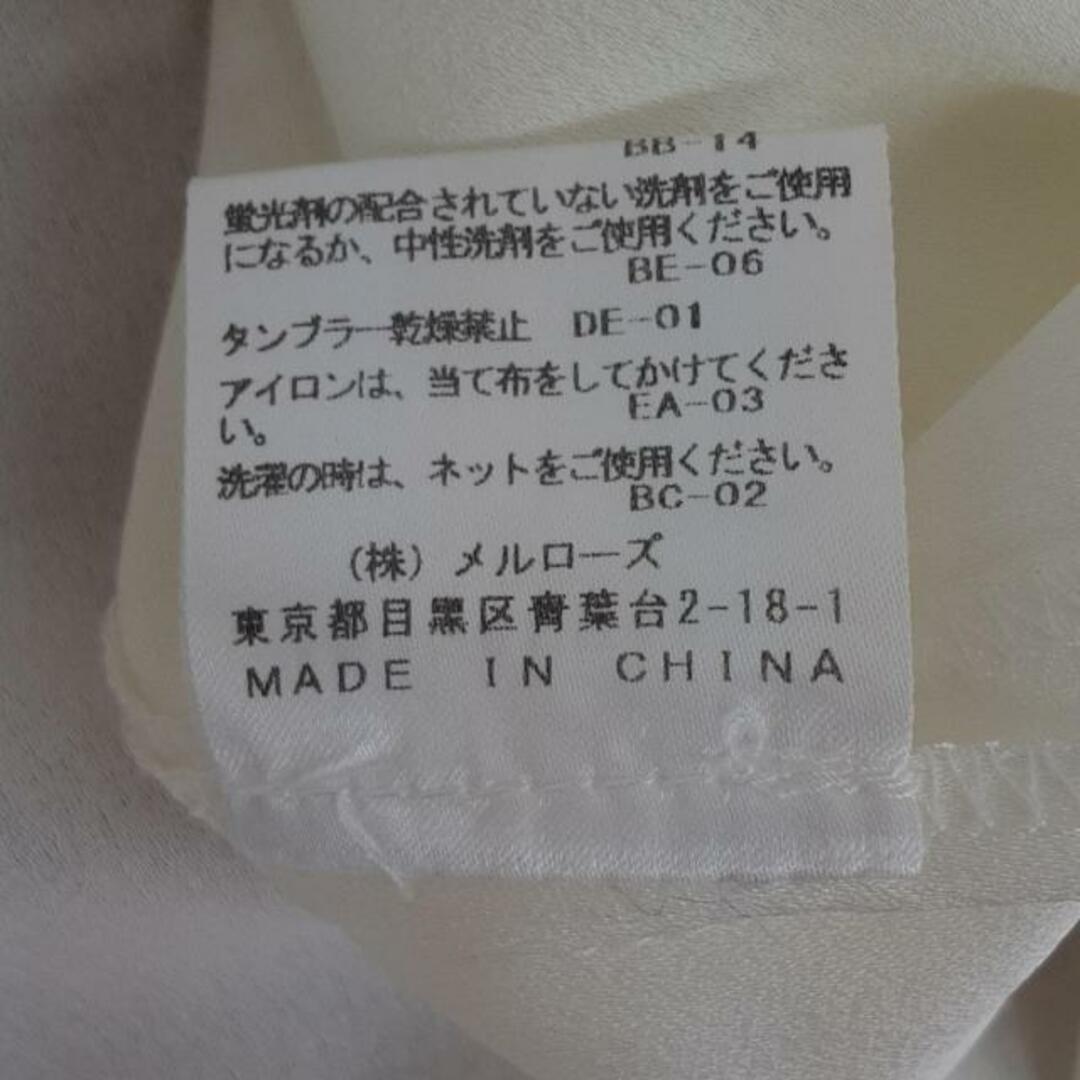 BB-14
蛍光剤の配合されていない洗剤をご使用
になるか、中性洗剤をご使用ください。
BE-06
タンブラー乾燥禁止 DE-01
アイロンは、当て布をしてかけてくださ
い。 EA-03
洗濯の時は、ネットをご使用ください。
BC-02
(株)メルローズ
東京都目黒区青葉台2-18-1
MADE IN CHINA